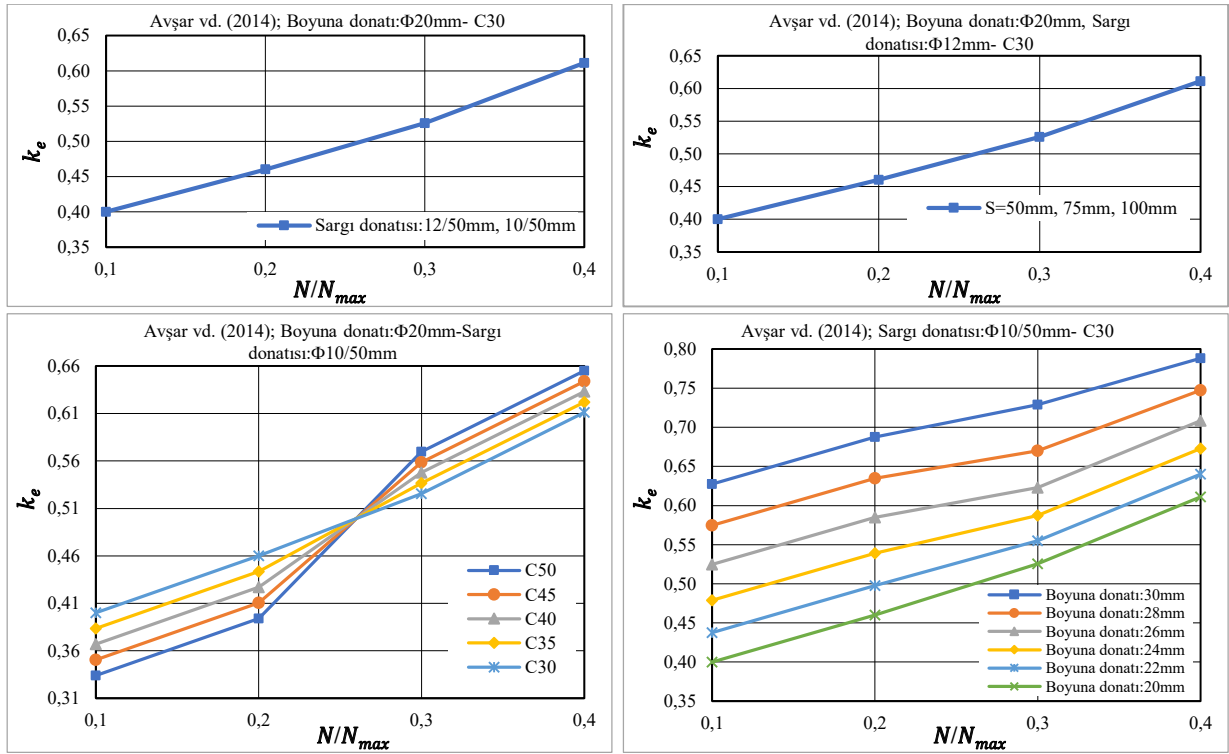 Avşar vd. (2014); Boyuna donatı:Φ20mm- C30
0,65
0,60
0,55
0,50
0,45
0,40
0,35
k_e
Sargı donatısı:12/50mm, 10/50mm
0,1
0,2
0,3
0,4
N/N_max
Avşar vd. (2014); Boyuna donatı:Φ20mm, Sargı
donatısı:Φ12mm- C30
0,65
0,60
0,55
0,50
0,45
0,40
0,35
k_e
S=50mm, 75mm, 100mm
0,1
0,2
0,3
0,4
N/N_max
Avşar vd. (2014); Boyuna donatı:Φ20mm-Sargı
donatısı:Φ10/50mm
0,66
0,61
0,56
0,51
0,46
0,41
0,36
0,31
k_e
C50
C45
C40
C35
C30
0,1
0,2
0,3
0,4
N/N_max
Avşar vd. (2014); Sargı donatısı:Φ10/50mm- C30
0,80
0,75
0,70
0,65
0,60
0,55
0,50
0,45
0,40
0,35
k_e
Boyuna donatı:30mm
Boyuna donatı:28mm
Boyuna donatı:26mm
Boyuna donatı:24mm
Boyuna donatı:22mm
Boyuna donatı:20mm
0,1
0,2
0,3
0,4
N/N_max